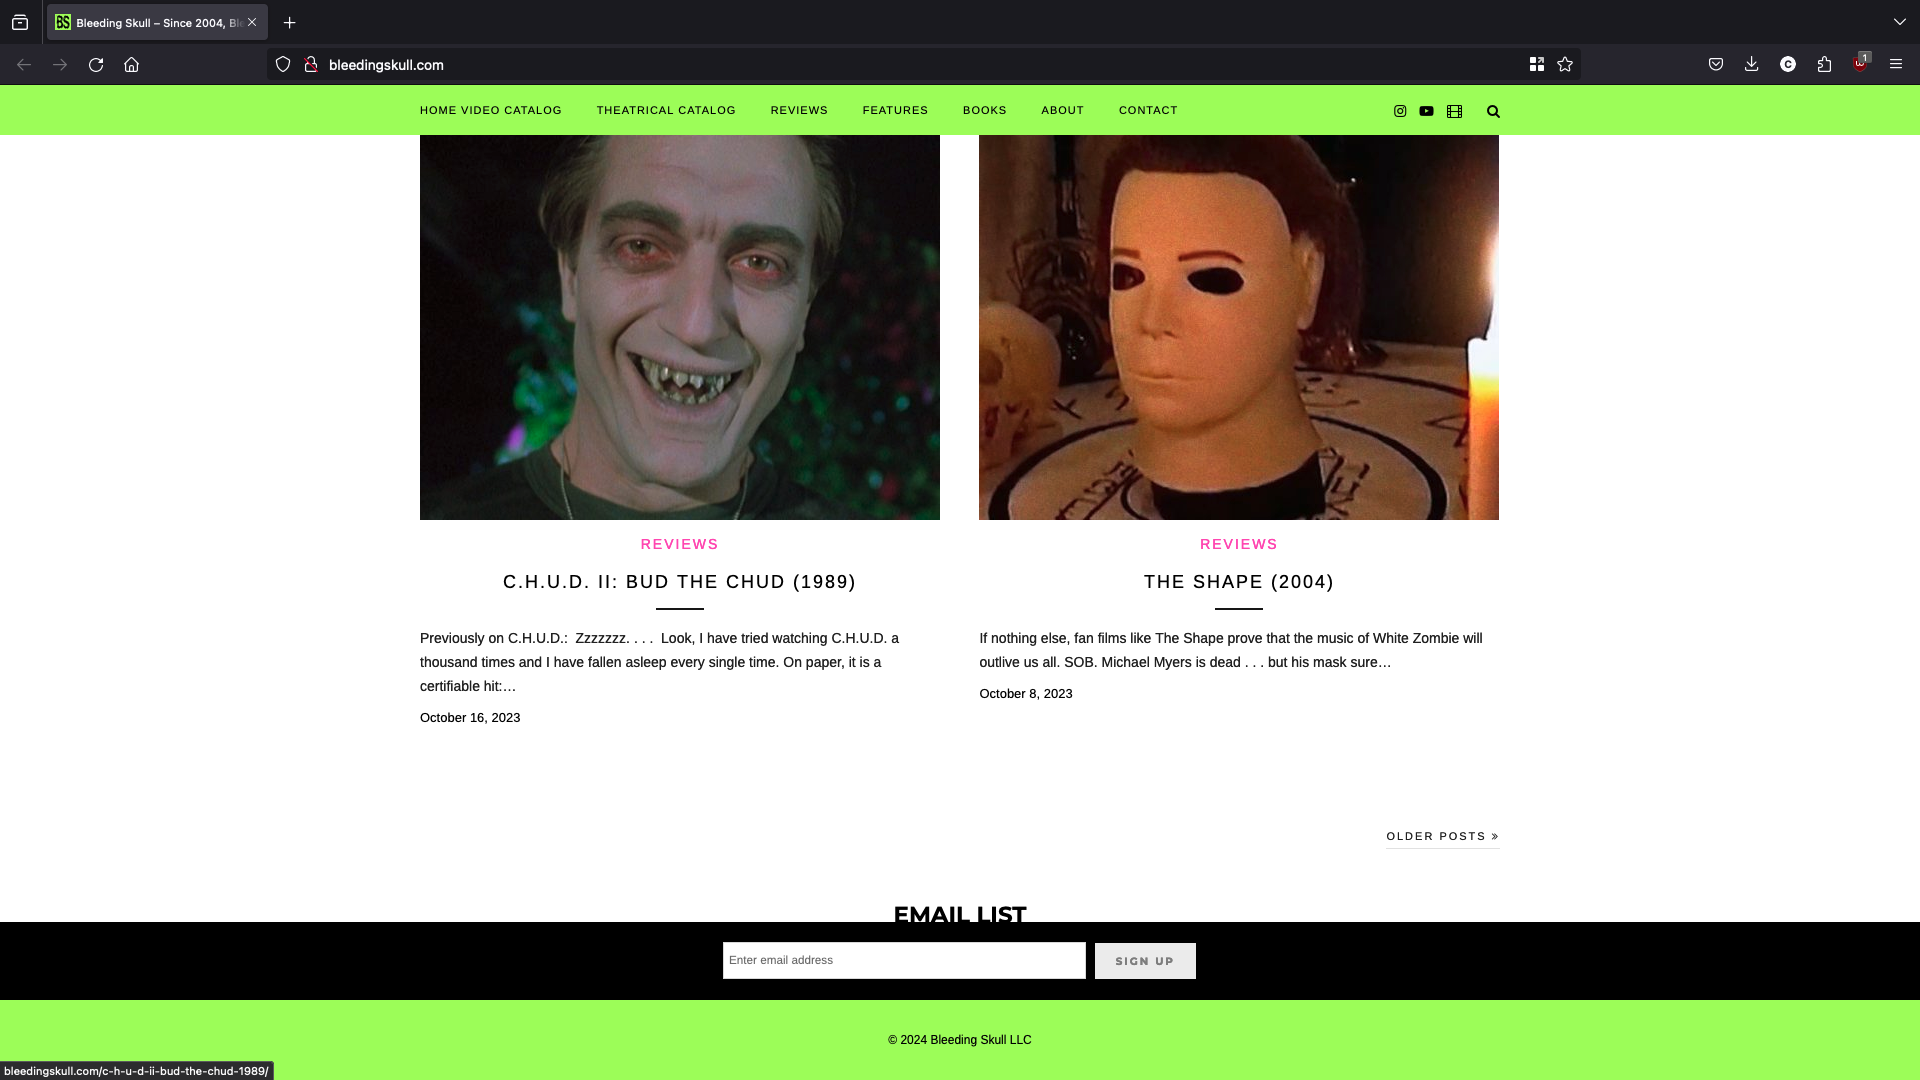 BS Bleeding Skull – Since 2004, Ble
bleedingskull.com
1
HOME VIDEO CATALOG THEATRICAL CATALOG REVIEWS FEATURES BOOKS ABOUT CONTACT
REVIEWS
C.H.U.D. II: BUD THE CHUD (1989)
Previously on C.H.U.D.:  Zzzzzzz. . . .  Look, I have tried watching C.H.U.D. a
thousand times and I have fallen asleep every single time. On paper, it is a
certifiable hit:…
October 16, 2023
REVIEWS
THE SHAPE (2004)
If nothing else, fan films like The Shape prove that the music of White Zombie will
outlive us all. SOB. Michael Myers is dead . . . but his mask sure…
October 8, 2023
OLDER POSTS »
EMAIL LIST
Enter email address SIGN UP
© 2024 Bleeding Skull LLC
bleedingskull.com/c-h-u-d-ii-bud-the-chud-1989/